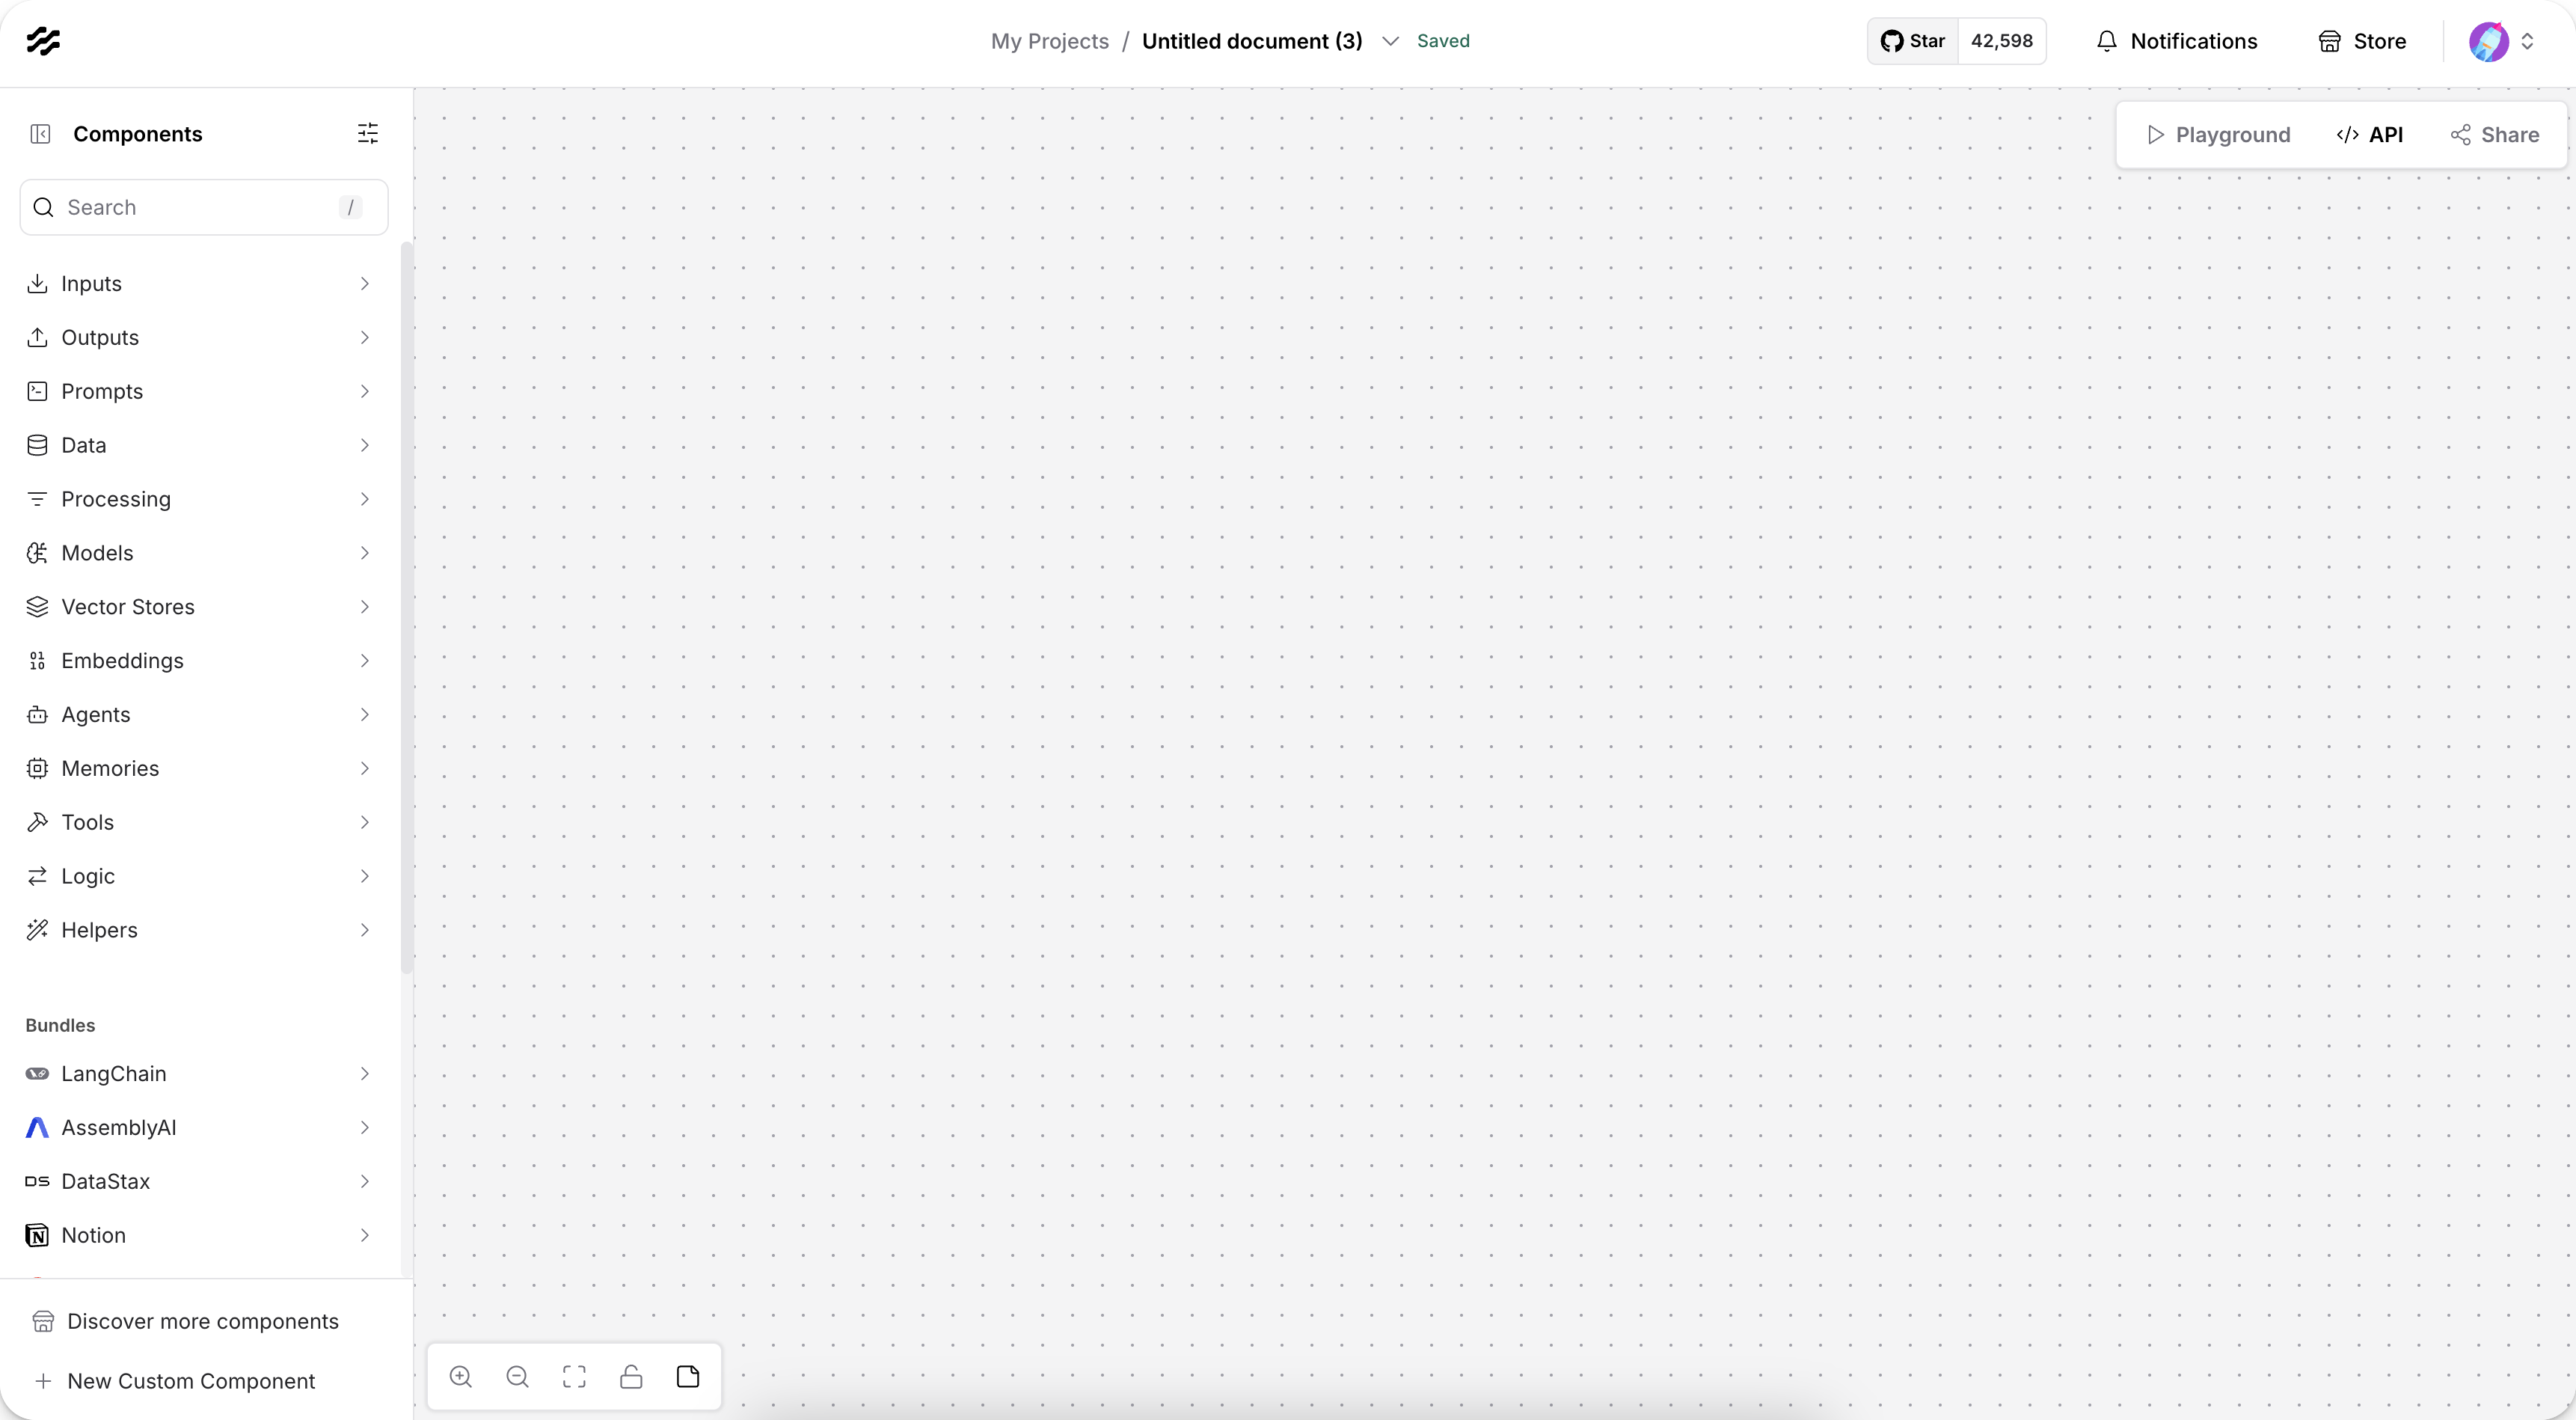 My Projects / Untitled document (3) Saved
Star 42,598
Notifications
Store
Components
Search /
Playground
</> API
Share
Inputs
Outputs
Prompts
Data
Processing
Models
Vector Stores
Embeddings
Agents
Memories
Tools
Logic
Helpers
Bundles
LangChain
AssemblyAI
DS DataStax
Notion
Discover more components
New Custom Component